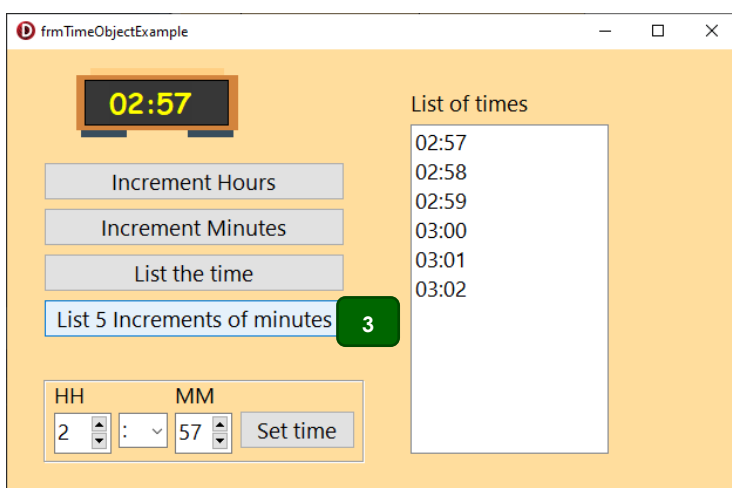 frmTimeObjectExample
02:57
Increment Hours
Increment Minutes
List the time
List 5 Increments of minutes
3
HH MM
2 : 57 Set time
List of times
02:57
02:58
02:59
03:00
03:01
03:02